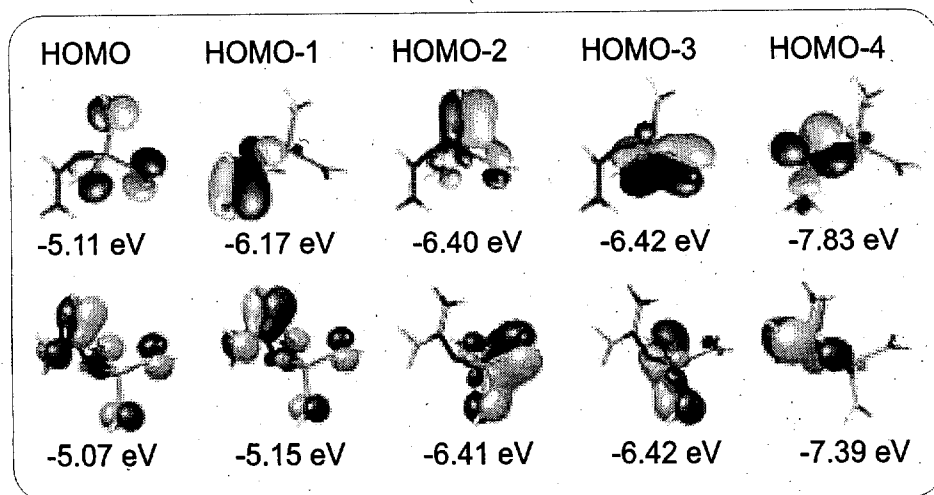 HOMO HOMO-1 HOMO-2 HOMO-3 HOMO-4
-5.11 eV -6.17 eV -6.40 eV -6.42 eV -7.83 eV
-5.07 eV -5.15 eV -6.41 eV -6.42 eV -7.39 eV